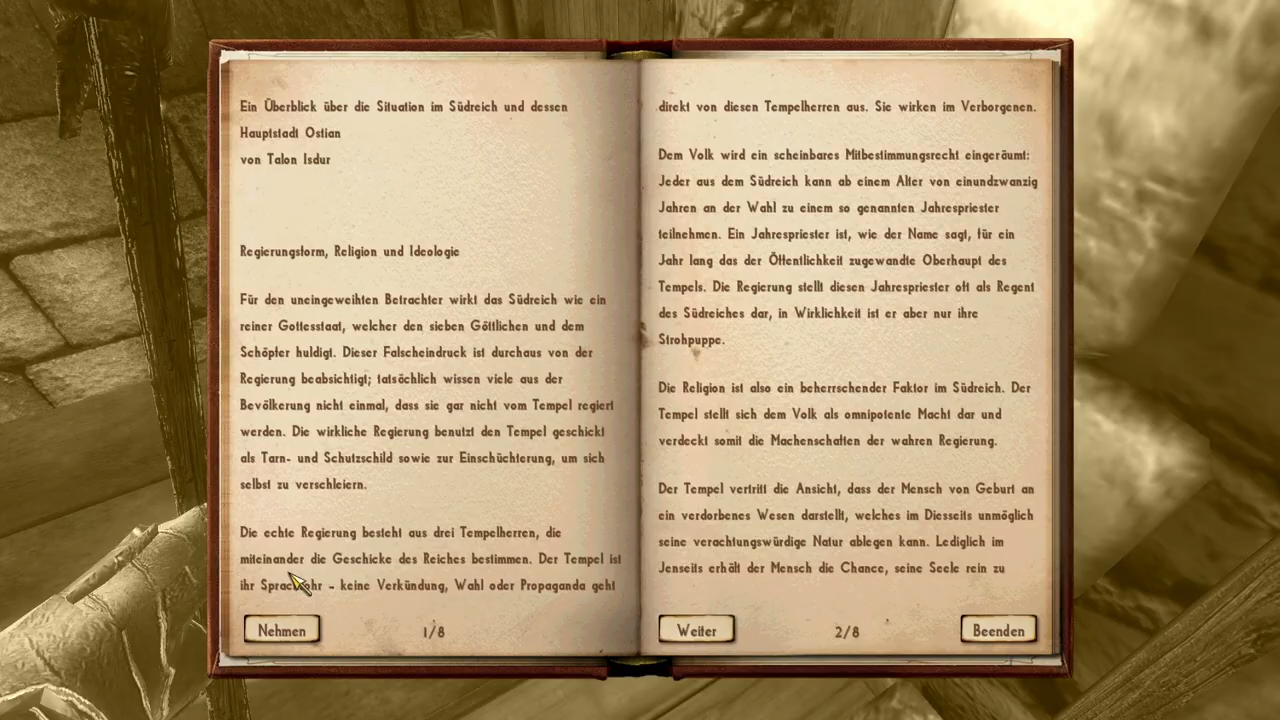 Ein Überblick über die Situation im Südreich und dessen
Hauptstadt Ostian
von Talon Isdur
Regierungsform, Religion und Ideologie
Für den uneingeweihten Betrachter wirkt das Südreich wie ein
reiner Gottesstaat, welcher den sieben Göttlichen und dem
Schöpfer huldigt. Dieser Falscheindruck ist durchaus von der
Regierung beabsichtigt; tatsächlich wissen viele aus der
Bevölkerung nicht einmal, dass sie gar nicht vom Tempel regiert
werden. Die wirkliche Regierung benutzt den Tempel geschickt
als Tarn- und Schutzschild sowie zur Einschüchterung, um sich
selbst zu verschleiern.
Die echte Regierung besteht aus drei Tempelherren, die
miteinander die Geschicke des Reiches bestimmen. Der Tempel ist
ihr Sprachrohr - keine Verkündung, Wahl oder Propaganda geht
Nehmen
1/8
direkt von diesen Tempelherren aus. Sie wirken im Verborgenen.
Dem Volk wird ein scheinbares Mitbestimmungsrecht eingeräumt:
Jeder aus dem Südreich kann ab einem Alter von einundzwanzig
Jahren an der Wahl zu einem so genannten Jahrespriester
teilnehmen. Ein Jahrespriester ist, wie der Name sagt, für ein
Jahr lang das der Öffentlichkeit zugewandte Oberhaupt des
Tempels. Die Regierung stellt diesen Jahrespriester oft als Regent
des Südreiches dar, in Wirklichkeit ist er aber nur ihre
Strohpuppe.
Die Religion ist also ein beherrschender Faktor im Südreich. Der
Tempel stellt sich dem Volk als omnipotente Macht dar und
verdeckt somit die Machenschaften der wahren Regierung.
Der Tempel vertritt die Ansicht, dass der Mensch von Geburt an
ein verdorbenes Wesen darstellt, welches im Diesseits unmöglich
seine verachtungswürdige Natur ablegen kann. Lediglich im
Jenseits erhält der Mensch die Chance, seine Seele rein zu
Weiter
2/8
Beenden